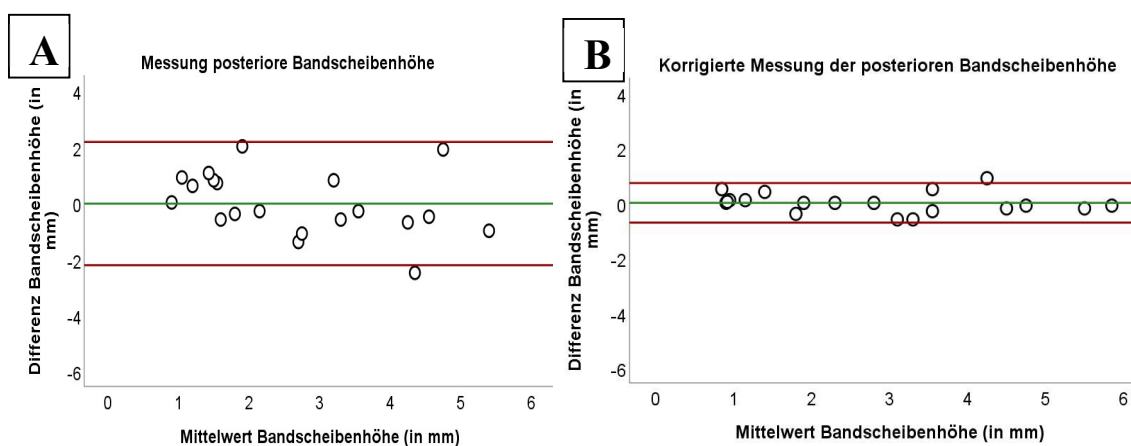 A
Messung posteriore Bandscheibenhöhe
Differenz Bandscheibenhöhe (in
mm)
4
2
0
-2
-4
-6
0 1 2 3 4 5 6
Mittelwert Bandscheibenhöhe (in mm)
B
Korrigierte Messung der posterioren Bandscheibenhöhe
Differenz Bandscheibenhöhe (in
mm)
4
2
0
-2
-4
-6
0 1 2 3 4 5 6
Mittelwert Bandscheibenhöhe (in mm)